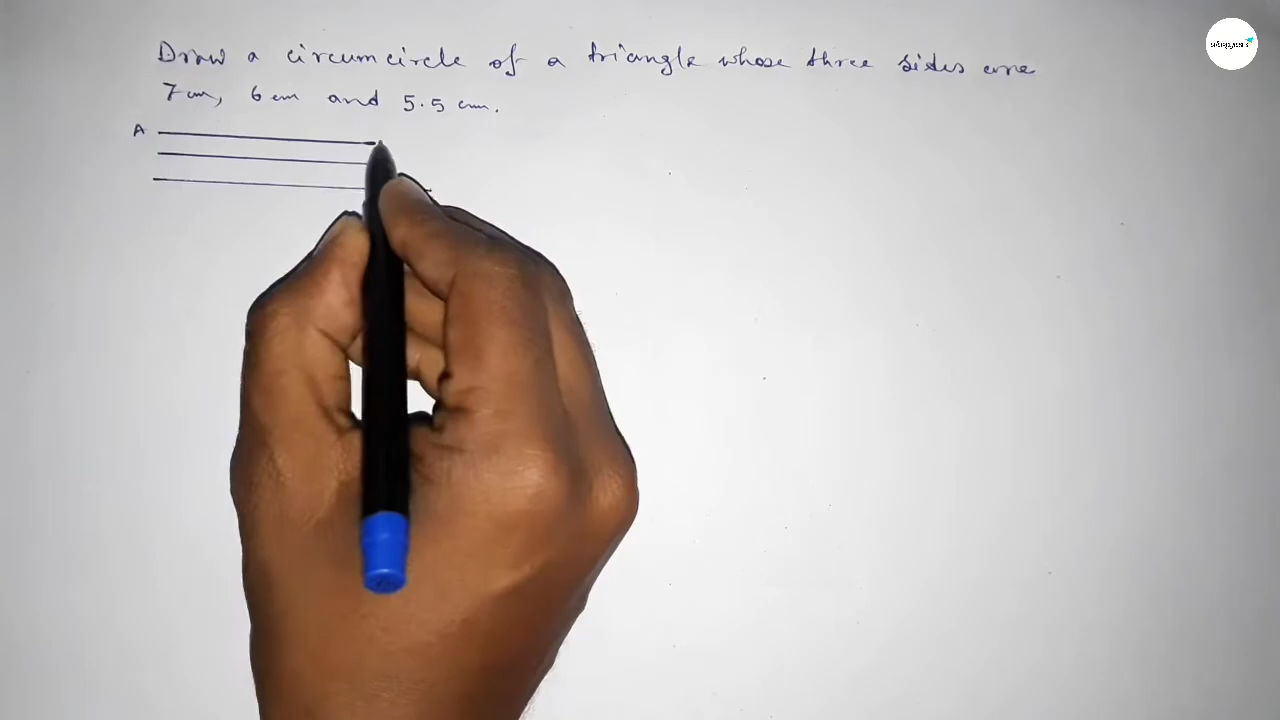 Draw a circumcircle of a triangle whose three sides are
7cm, 6cm and 5.5 cm.
A